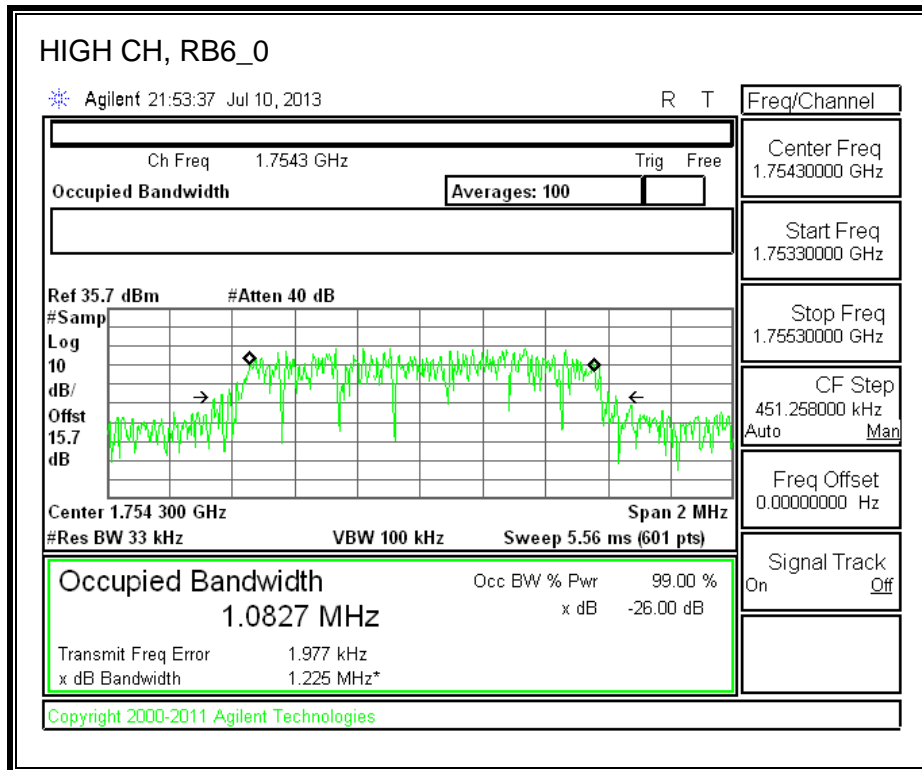 HIGH CH, RB6_0
Agilent 21:53:37 Jul 10, 2013 R T
Freq/Channel
Ch Freq 1.7543 GHz Trig Free
Occupied Bandwidth Averages: 100
Center Freq
1.75430000 GHz
Start Freq
1.75330000 GHz
Stop Freq
1.75530000 GHz
CF Step
451.258000 kHz
Auto Man
Freq Offset
0.00000000 Hz
Signal Track
On Off
Ref 35.7 dBm #Atten 40 dB
#Samp
Log
10
dB/
Offst
15.7
dB
Center 1.754 300 GHz Span 2 MHz
#Res BW 33 kHz VBW 100 kHz Sweep 5.56 ms (601 pts)
Occupied Bandwidth Occ BW % Pwr 99.00 %
1.0827 MHz x dB -26.00 dB
Transmit Freq Error 1.977 kHz
x dB Bandwidth 1.225 MHz*
Copyright 2000-2011 Agilent Technologies